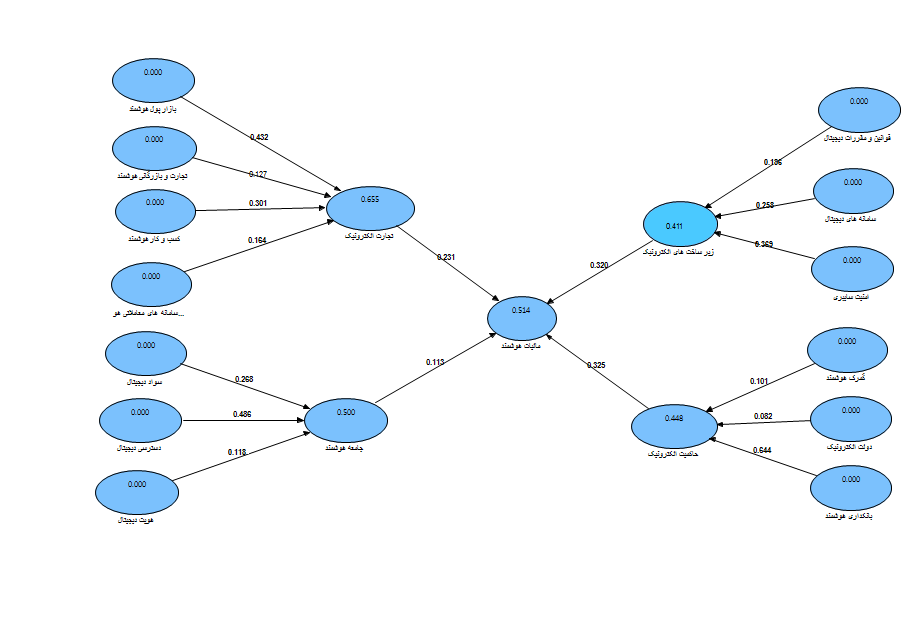 0.000
بازار پول هوشمند
0.432
0.000
تجارت و بازرگانی هوشمند
0.127
0.000
کسب و کار هوشمند
0.301
0.000
سامانه های معاملاتی هو...
0.164
0.655
تجارت الکترونیک
0.231
0.000
سواد دیجیتال
0.268
0.000
دسترسی دیجیتال
0.486
0.000
هویت دیجیتال
0.118
0.500
جامعه هوشمند
0.113
0.514
مالیات هوشمند
0.000
قوانین و مقررات دیجیتال
0.186
0.000
سامانه های دیجیتال
0.258
0.000
امنیت سایبری
0.369
0.411
زیر ساخت های الکترونیک
0.320
0.000
گمرک هوشمند
0.101
0.000
دولت الکترونیک
0.082
0.000
بانکداری هوشمند
0.644
0.448
حاکمیت الکترونیک
0.325